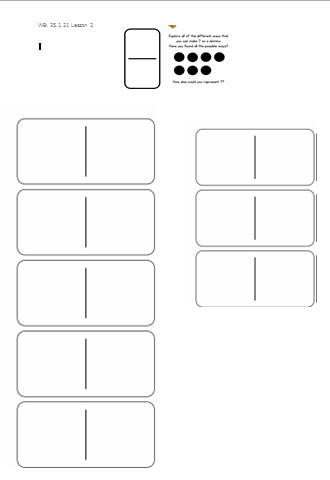 WB: 25.1.21 Lesson 2
1
Explore all of the different ways that
you can make 7 on a domino.
Have you found all the possible ways?
How else could you represent 7?